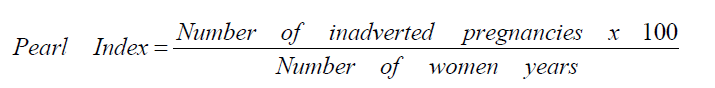 Number of inadverted pregnancies x 100
Pearl Index =
Number of women years